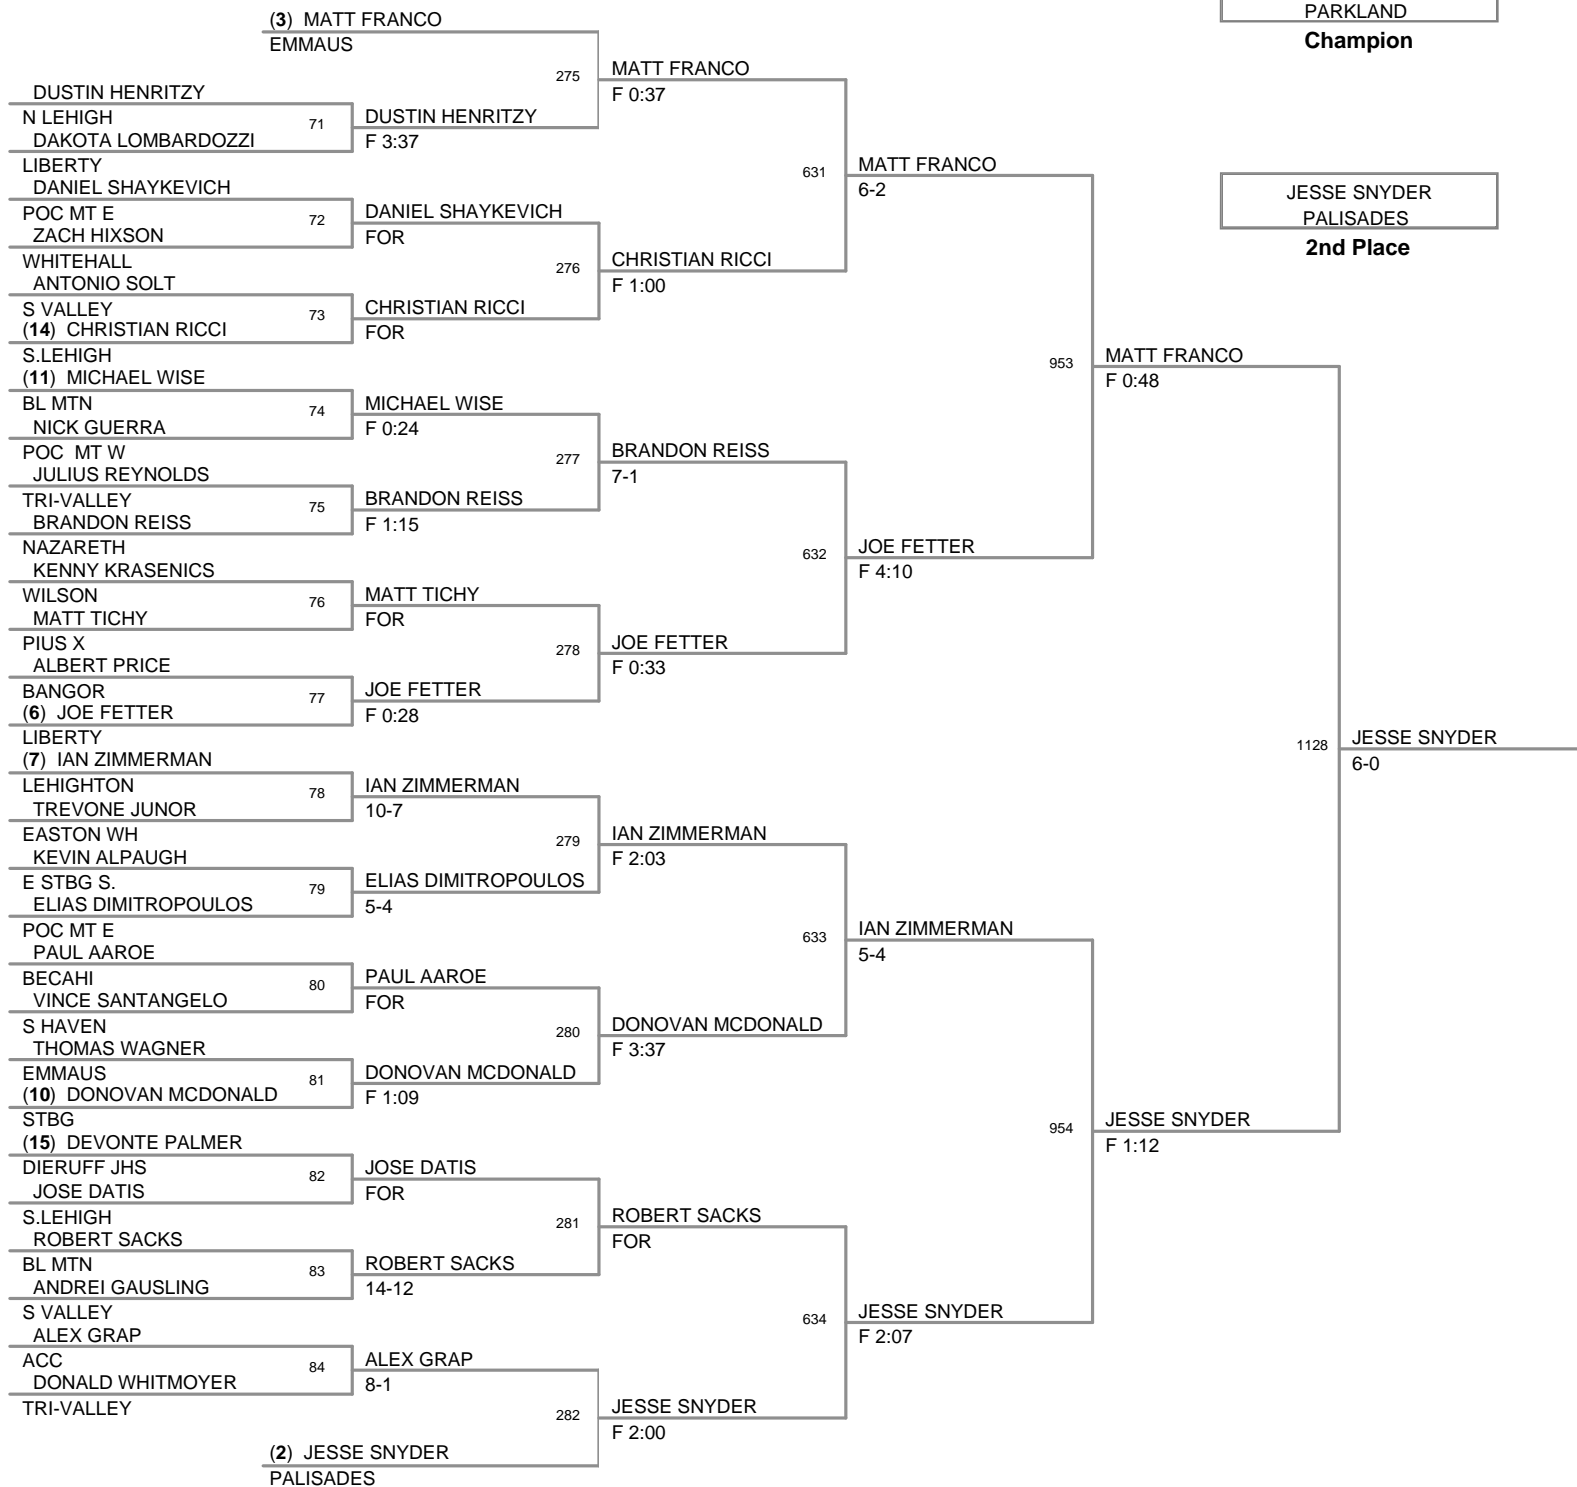 (3) MATT FRANCO
EMMAUS
PARKLAND
Champion
275
MATT FRANCO
F 0:37
DUSTIN HENRITZY
N LEHIGH
71
DAKOTA LOMBARDOZZI
DUSTIN HENRITZY
F 3:37
LIBERTY
DANIEL SHAYKEVICH
631
MATT FRANCO
6-2
JESSE SNYDER
PALISADES
2nd Place
POC MT E
72
ZACH HIXSON
DANIEL SHAYKEVICH
FOR
WHITEHALL
ANTONIO SOLT
276
CHRISTIAN RICCI
F 1:00
S VALLEY
73
(14) CHRISTIAN RICCI
CHRISTIAN RICCI
FOR
S.LEHIGH
(11) MICHAEL WISE
953
MATT FRANCO
F 0:48
BL MTN
74
NICK GUERRA
MICHAEL WISE
F 0:24
POC  MT W
JULIUS REYNOLDS
277
BRANDON REISS
7-1
TRI-VALLEY
75
BRANDON REISS
BRANDON REISS
F 1:15
NAZARETH
KENNY KRASENICS
632
JOE FETTER
F 4:10
WILSON
76
MATT TICHY
MATT TICHY
FOR
PIUS X
ALBERT PRICE
278
JOE FETTER
F 0:33
BANGOR
77
(6) JOE FETTER
JOE FETTER
F 0:28
LIBERTY
(7) IAN ZIMMERMAN
1128
JESSE SNYDER
6-0
LEHIGHTON
78
TREVONE JUNOR
IAN ZIMMERMAN
10-7
EASTON WH
KEVIN ALPAUGH
279
IAN ZIMMERMAN
F 2:03
E STBG S.
79
ELIAS DIMITROPOULOS
ELIAS DIMITROPOULOS
5-4
POC MT E
PAUL AAROE
633
IAN ZIMMERMAN
5-4
BECAHI
80
VINCE SANTANGELO
PAUL AAROE
FOR
S HAVEN
THOMAS WAGNER
280
DONOVAN MCDONALD
F 3:37
EMMAUS
81
(10) DONOVAN MCDONALD
DONOVAN MCDONALD
F 1:09
STBG
(15) DEVONTE PALMER
954
JESSE SNYDER
F 1:12
DIERUFF JHS
82
JOSE DATIS
JOSE DATIS
FOR
S.LEHIGH
ROBERT SACKS
281
ROBERT SACKS
FOR
BL MTN
83
ANDREI GAUSLING
ROBERT SACKS
14-12
S VALLEY
ALEX GRAP
634
JESSE SNYDER
F 2:07
ACC
84
DONALD WHITMOYER
ALEX GRAP
8-1
TRI-VALLEY
282
JESSE SNYDER
F 2:00
(2) JESSE SNYDER
PALISADES